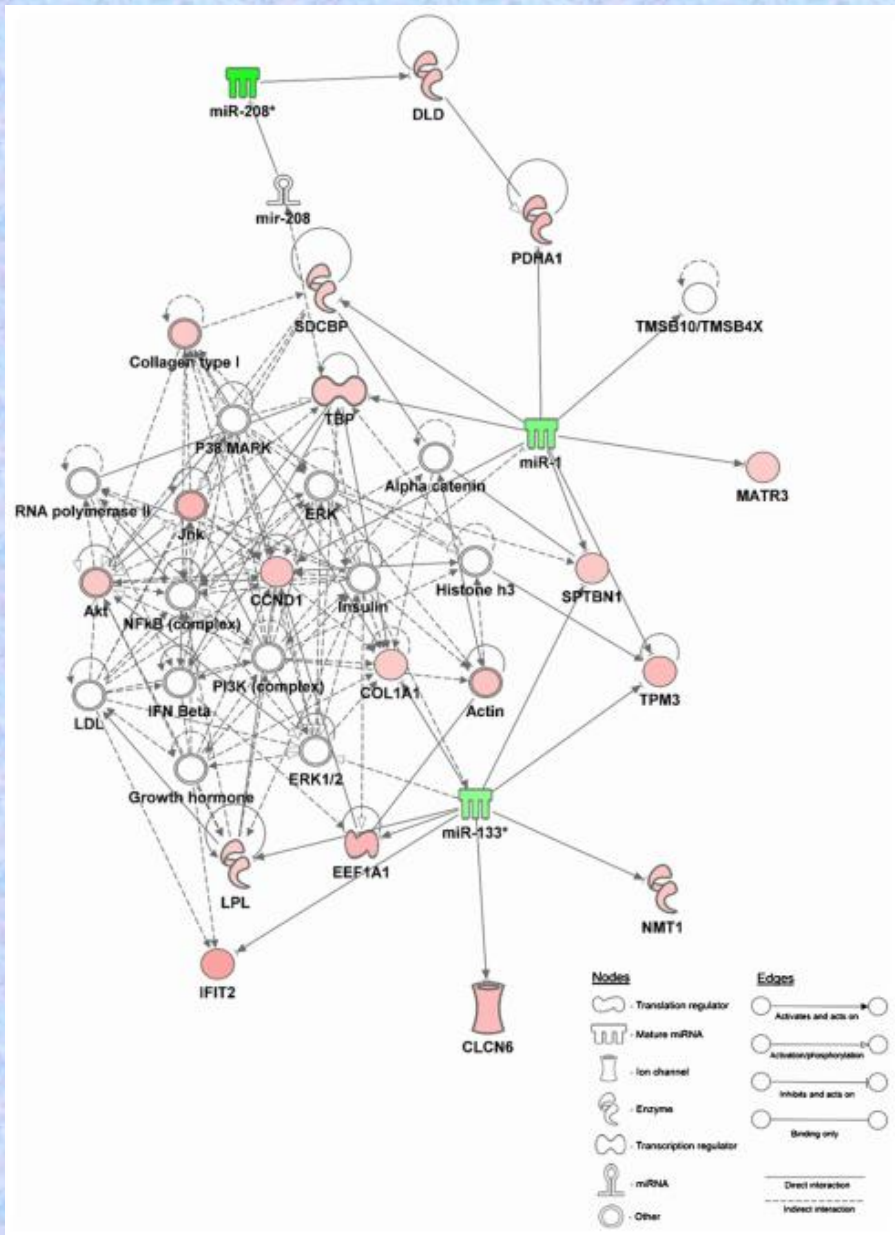 DLD
miR-208*
mir-208
PDHA1
SDCBP
TMSB10/TMSB4X
Collagen type I
TBP
P38 MARK
miR-1
Alpha catenin
MATR3
RNA polymerase II
ERK
Jnk
Histone h3
SPTBN1
Akt
CCND1
Insulin
NFkB (complex)
PI3K (complex)
COL1A1
Actin
TPM3
LDL
IFN Beta
ERK1/2
Growth hormone
miR-133*
EEF1A1
LPL
NMT1
IFIT2
CLCN6
Nodes
- Translation regulator
- Mature miRNA
- Ion channel
- Enzyme
- Transcription regulator
- miRNA
- Other
Edges
Activates and acts on
Activation/phosphorylation
Inhibits and acts on
Binding only
Direct interaction
Indirect interaction